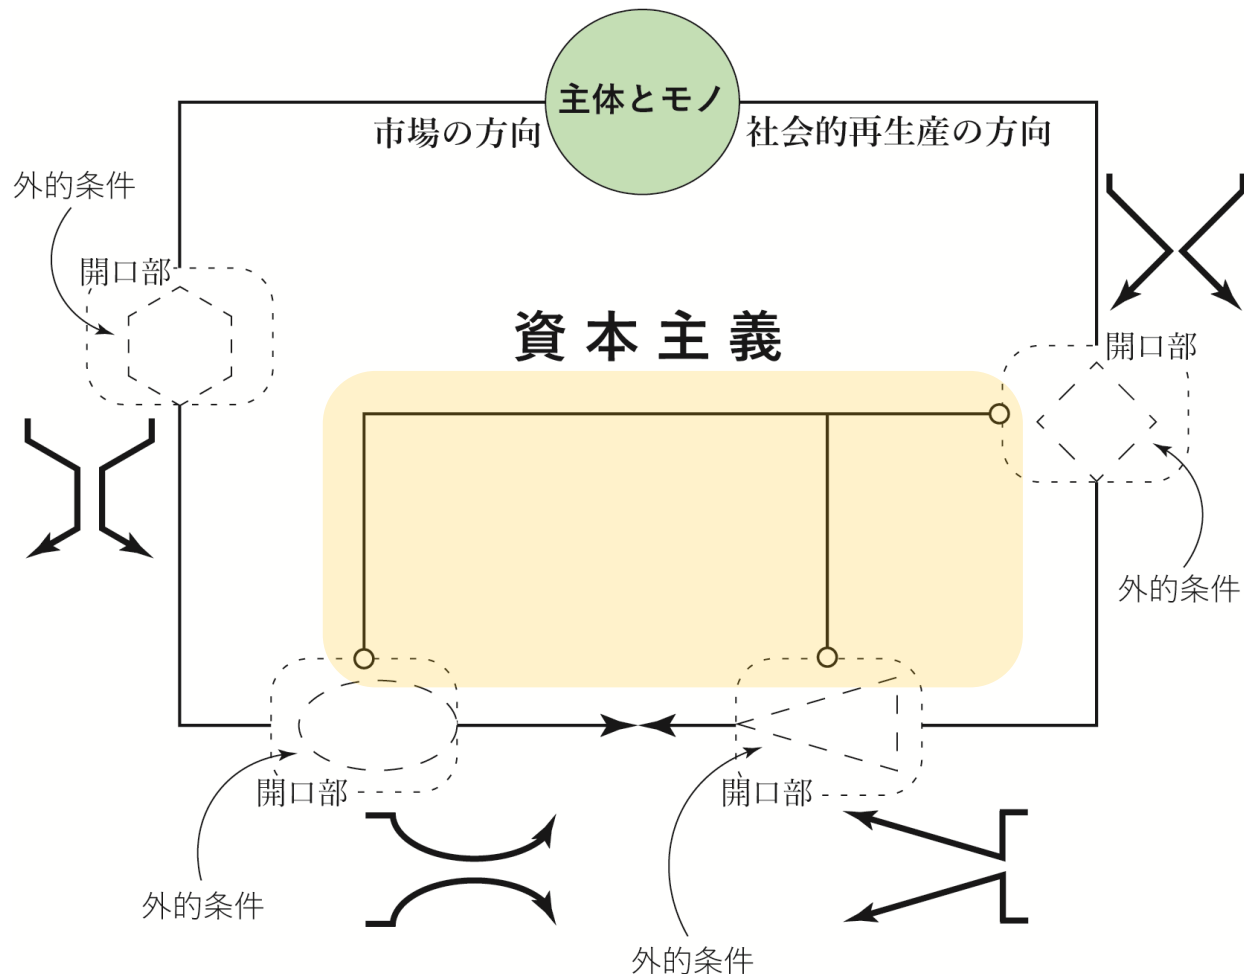 主体とモノ
市場の方向
社会的再生産の方向
外的条件
開口部
資本主義
開口部
外的条件
開口部
開口部
外的条件
外的条件